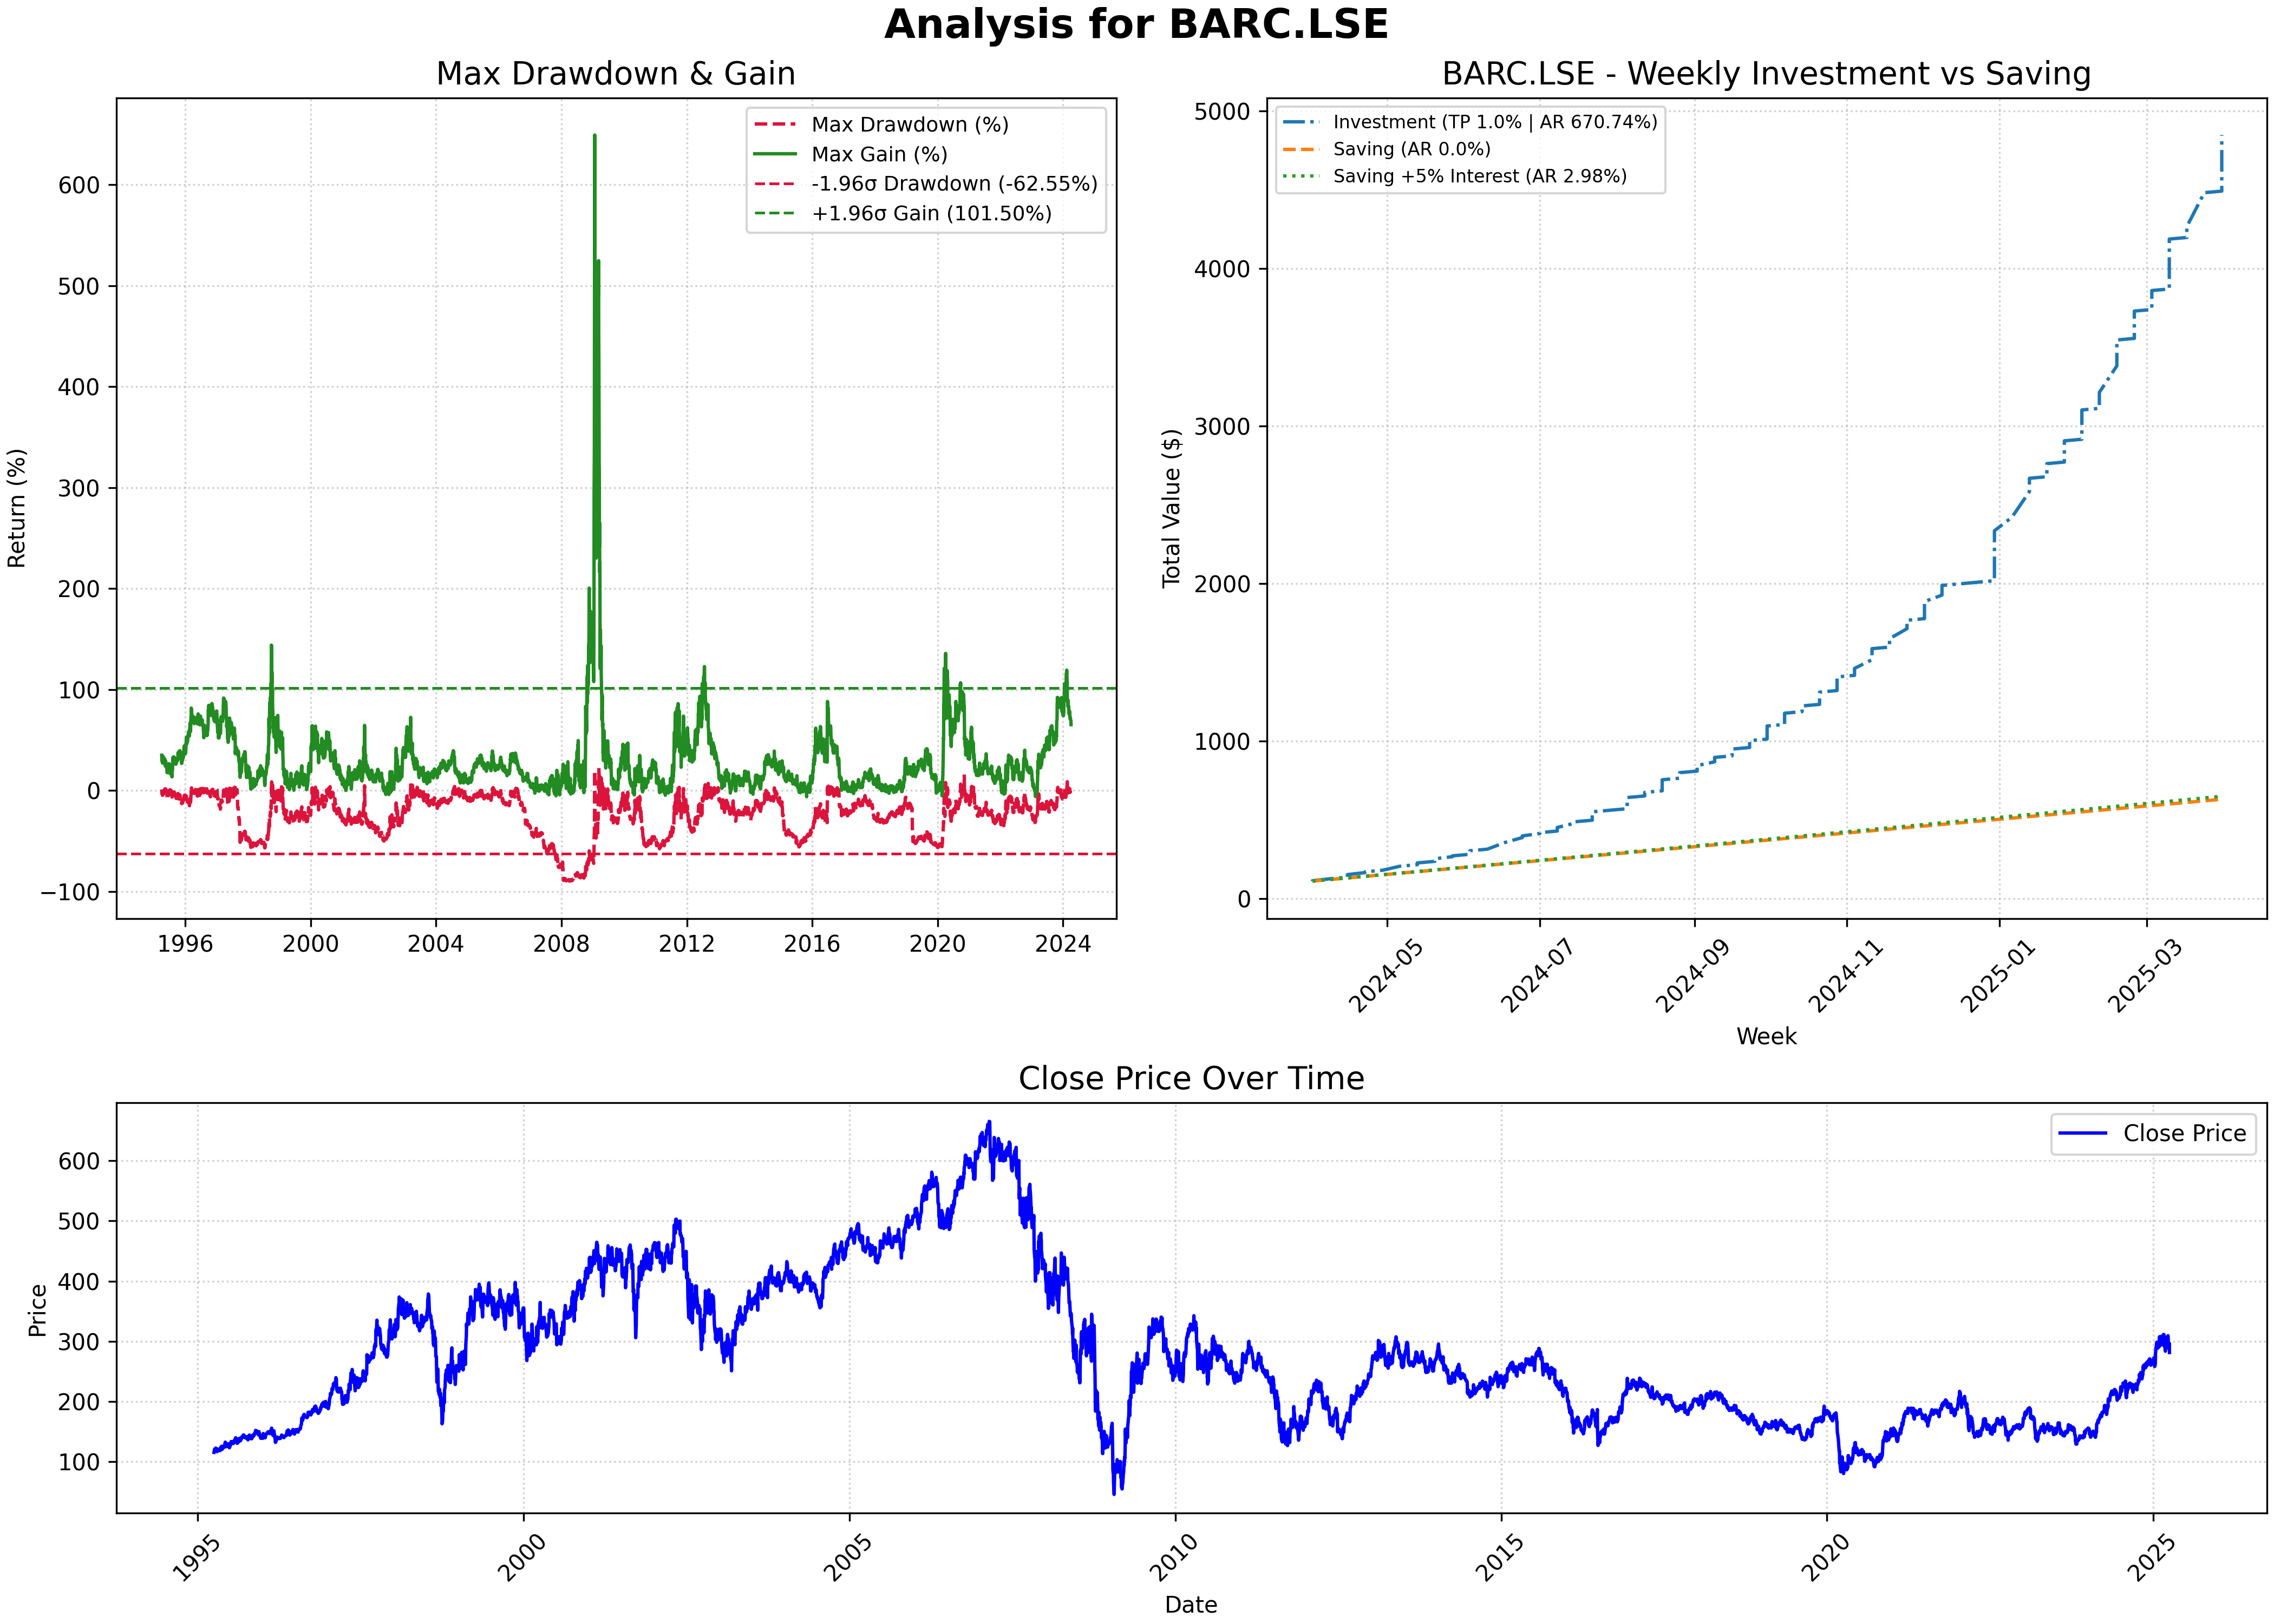 Analysis for BARC.LSE
Max Drawdown & Gain
Return (%)
600
500
400
300
200
100
0
−100
1996 2000 2004 2008 2012 2016 2020 2024
Max Drawdown (%)
Max Gain (%)
-1.96σ Drawdown (-62.55%)
+1.96σ Gain (101.50%)
BARC.LSE - Weekly Investment vs Saving
Total Value ($)
5000
4000
3000
2000
1000
0
Investment (TP 1.0% | AR 670.74%)
Saving (AR 0.0%)
Saving +5% Interest (AR 2.98%)
2024-05 2024-07 2024-09 2024-11 2025-01 2025-03
Week
Close Price Over Time
Price
600
500
400
300
200
100
Close Price
1995 2000 2005 2010 2015 2020 2025
Date